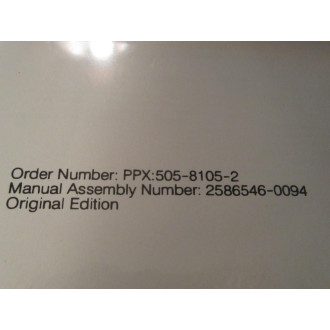 Order Number: PPX:505-8105-2
Manual Assembly Number: 2586546-0094
Original Edition